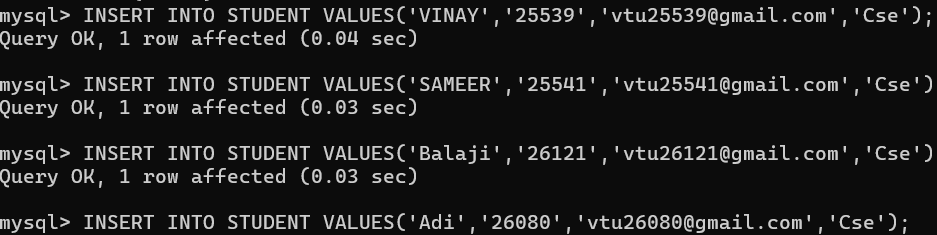 mysql> INSERT INTO STUDENT VALUES('VINAY','25539','vtu25539@gmail.com','Cse');
Query OK, 1 row affected (0.04 sec)
mysql> INSERT INTO STUDENT VALUES('SAMEER','25541','vtu25541@gmail.com','Cse')
Query OK, 1 row affected (0.03 sec)
mysql> INSERT INTO STUDENT VALUES('Balaji','26121','vtu26121@gmail.com','Cse')
Query OK, 1 row affected (0.03 sec)
mysql> INSERT INTO STUDENT VALUES('Adi','26080','vtu26080@gmail.com','Cse');